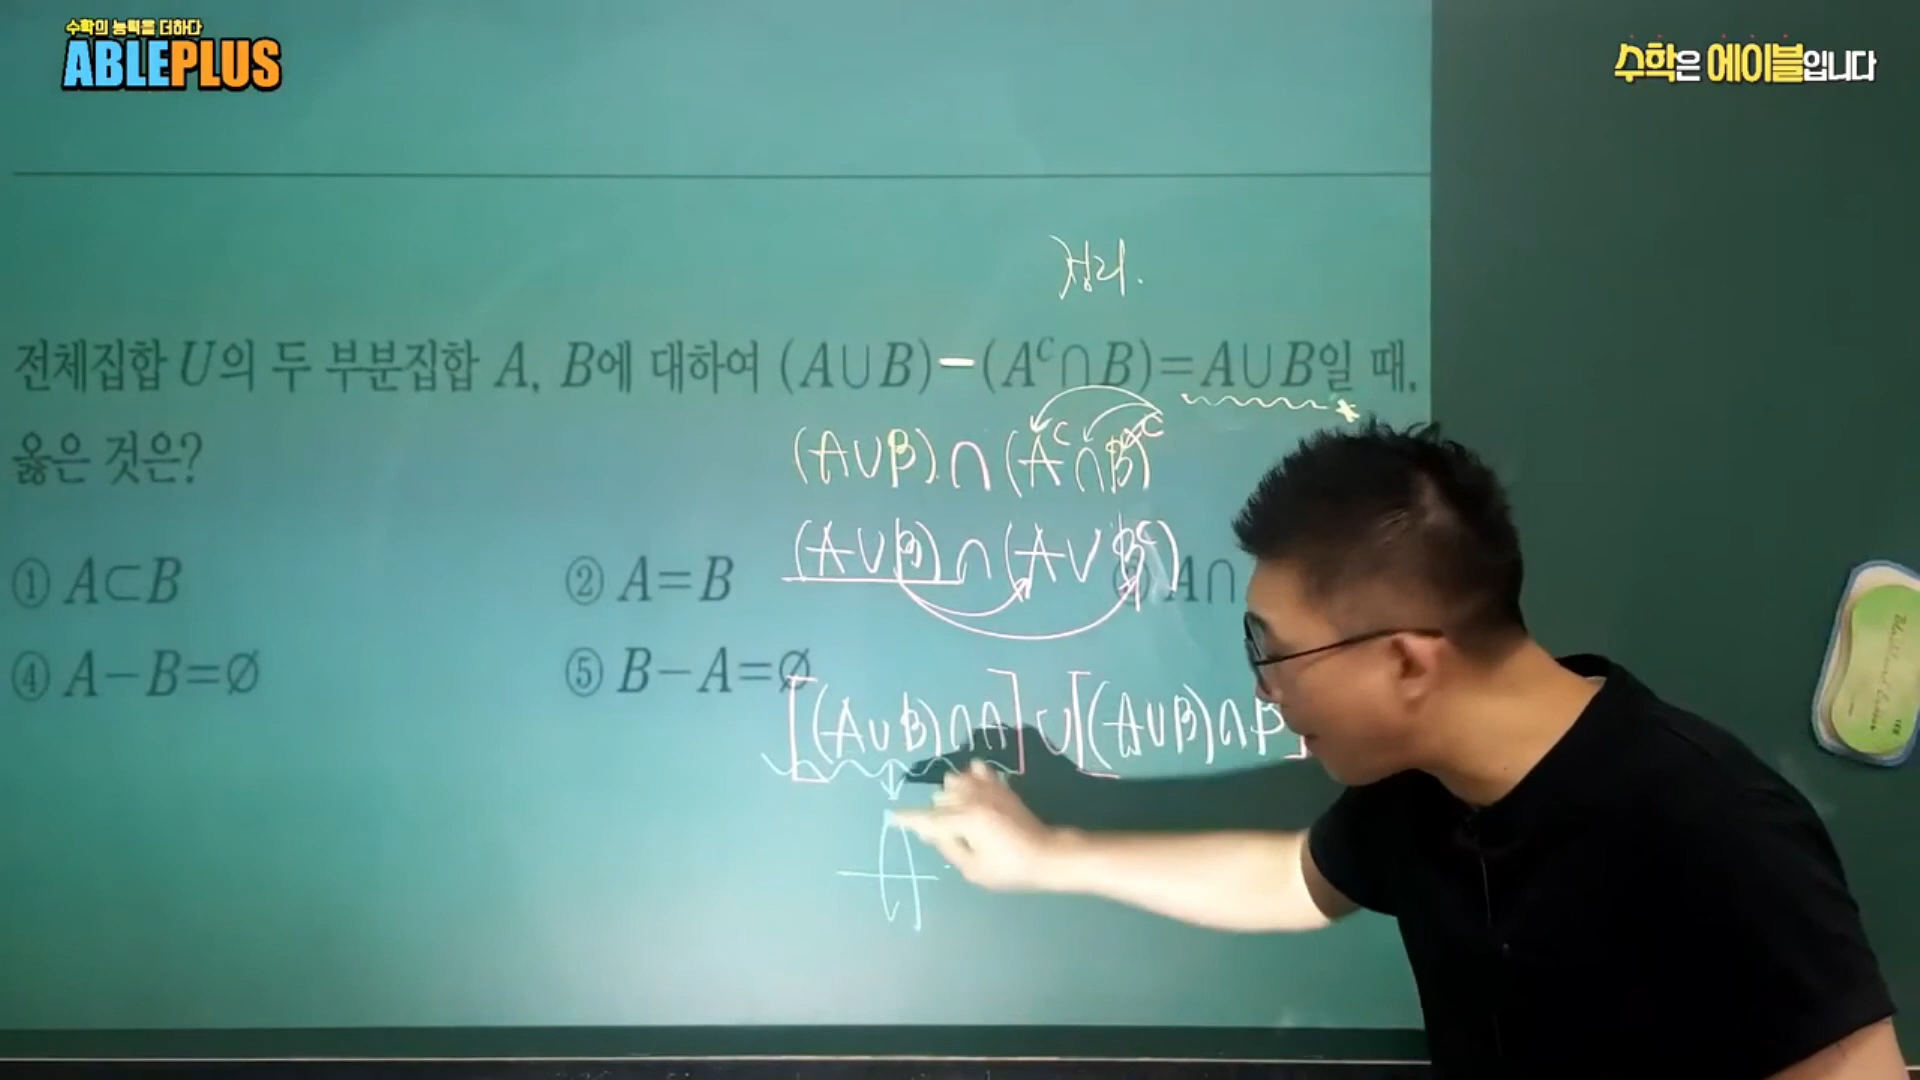 수학의 능력을 더하다
ABLEPLUS
수학은 에이블입니다
정리.
전체집합 U의 두 부분집합 A, B에 대하여 (A∪B)-(Aᶜ∩B)=A∪B일 때,
옳은 것은?
(A∪B)∩(Aᶜ∩B)ᶜ
(A∪B)∩(A∪Bᶜ)
① A⊂B
② A=B
③ A∩
④ A-B=∅
⑤ B-A=∅
[(A∪B)∩A]∪[(A∪B)∩B
A